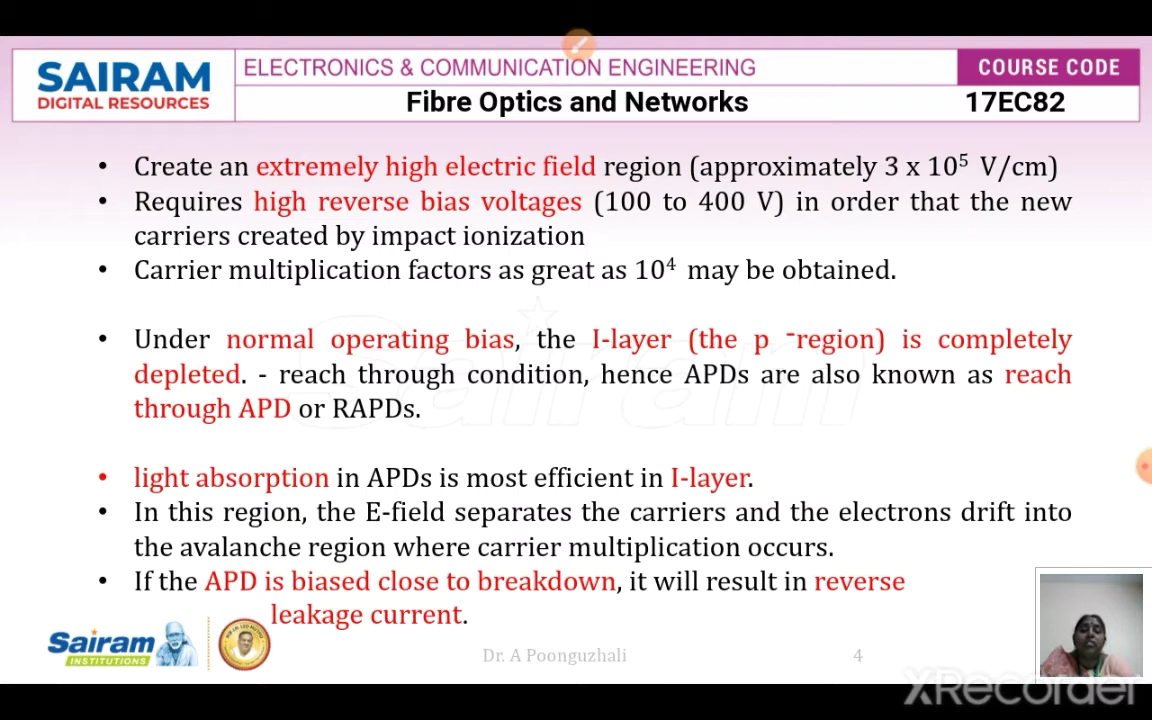 SAIRAM
DIGITAL RESOURCES
ELECTRONICS & COMMUNICATION ENGINEERING
COURSE CODE
Fibre Optics and Networks
17EC82
• Create an extremely high electric field region (approximately 3 x 10⁵ V/cm)
• Requires high reverse bias voltages (100 to 400 V) in order that the new
carriers created by impact ionization
• Carrier multiplication factors as great as 10⁴ may be obtained.
• Under normal operating bias, the I-layer (the p ⁻region) is completely
depleted. - reach through condition, hence APDs are also known as reach
through APD or RAPDs.
• light absorption in APDs is most efficient in I-layer.
• In this region, the E-field separates the carriers and the electrons drift into
the avalanche region where carrier multiplication occurs.
• If the APD is biased close to breakdown, it will result in reverse
leakage current.
Sairam
Sairam
INSTITUTIONS
Dr. A Poonguzhali
4
XRecorder